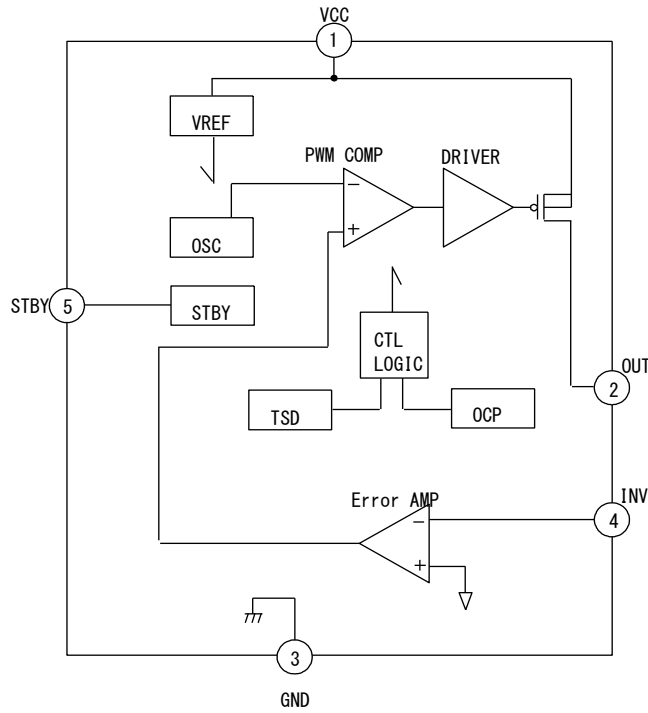 VCC
1
VREF
PWM COMP
DRIVER
−
OSC
+
STBY
5
STBY
CTL
LOGIC
OUT
2
TSD
OCP
Error AMP
INV
−
4
+
3
GND